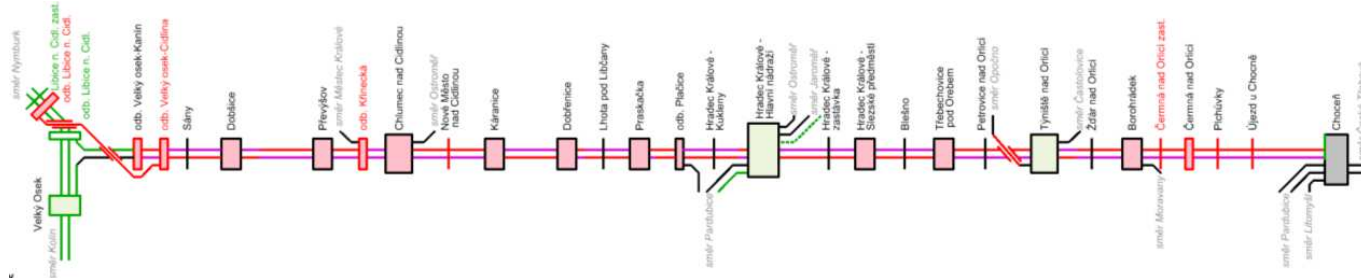 směr Nymburk
Libice n. Cidl. zast.
odb. Libice n. Cidl.
odb. Libice n. Cidl.
Velký Osek
směr Kolín
odb. Velký osek-Kanín
odb. Velký osek-Cidlina
Sány
Dobšice
Převýšov
směr Městec Králové
odb. Křinecká
Chlumec nad Cidlinou
směr Ostroměř
Nové Město
nad Cidlinou
Káranice
Dobřenice
Lhota pod Libčany
Praskačka
odb. Plačice
Hradec Králové -
Kukleny
směr Pardubice
Hradec Králové -
Hlavní nádraží
směr Ostroměř
směr Jaroměř
Hradec Králové -
zastávka
Hradec Králové -
Slezské předměstí
Blešno
Třebechovice
pod Orebem
Petrovice nad Orlicí
směr Opočno
Týniště nad Orlicí
směr Častolovice
Žďár nad Orlicí
Borohrádek
směr Moravany
Čermná nad Orlicí zast.
Čermná nad Orlicí
Plchůvky
Újezd u Chocně
směr Pardubice
směr Litomyšl
Choceň